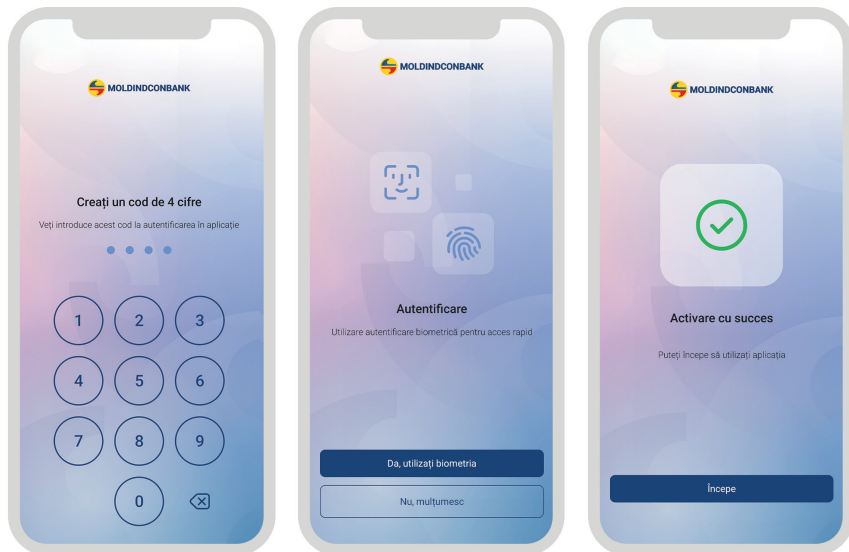 MOLDINDCONBANK
Creați un cod de 4 cifre
Veți introduce acest cod la autentificarea în aplicație
1 2 3
4 5 6
7 8 9
0
MOLDINDCONBANK
Autentificare
Utilizare autentificare biometrică pentru acces rapid
Da, utilizați biometria
Nu, mulțumesc
MOLDINDCONBANK
Activare cu succes
Puteți începe să utilizați aplicația
Începe